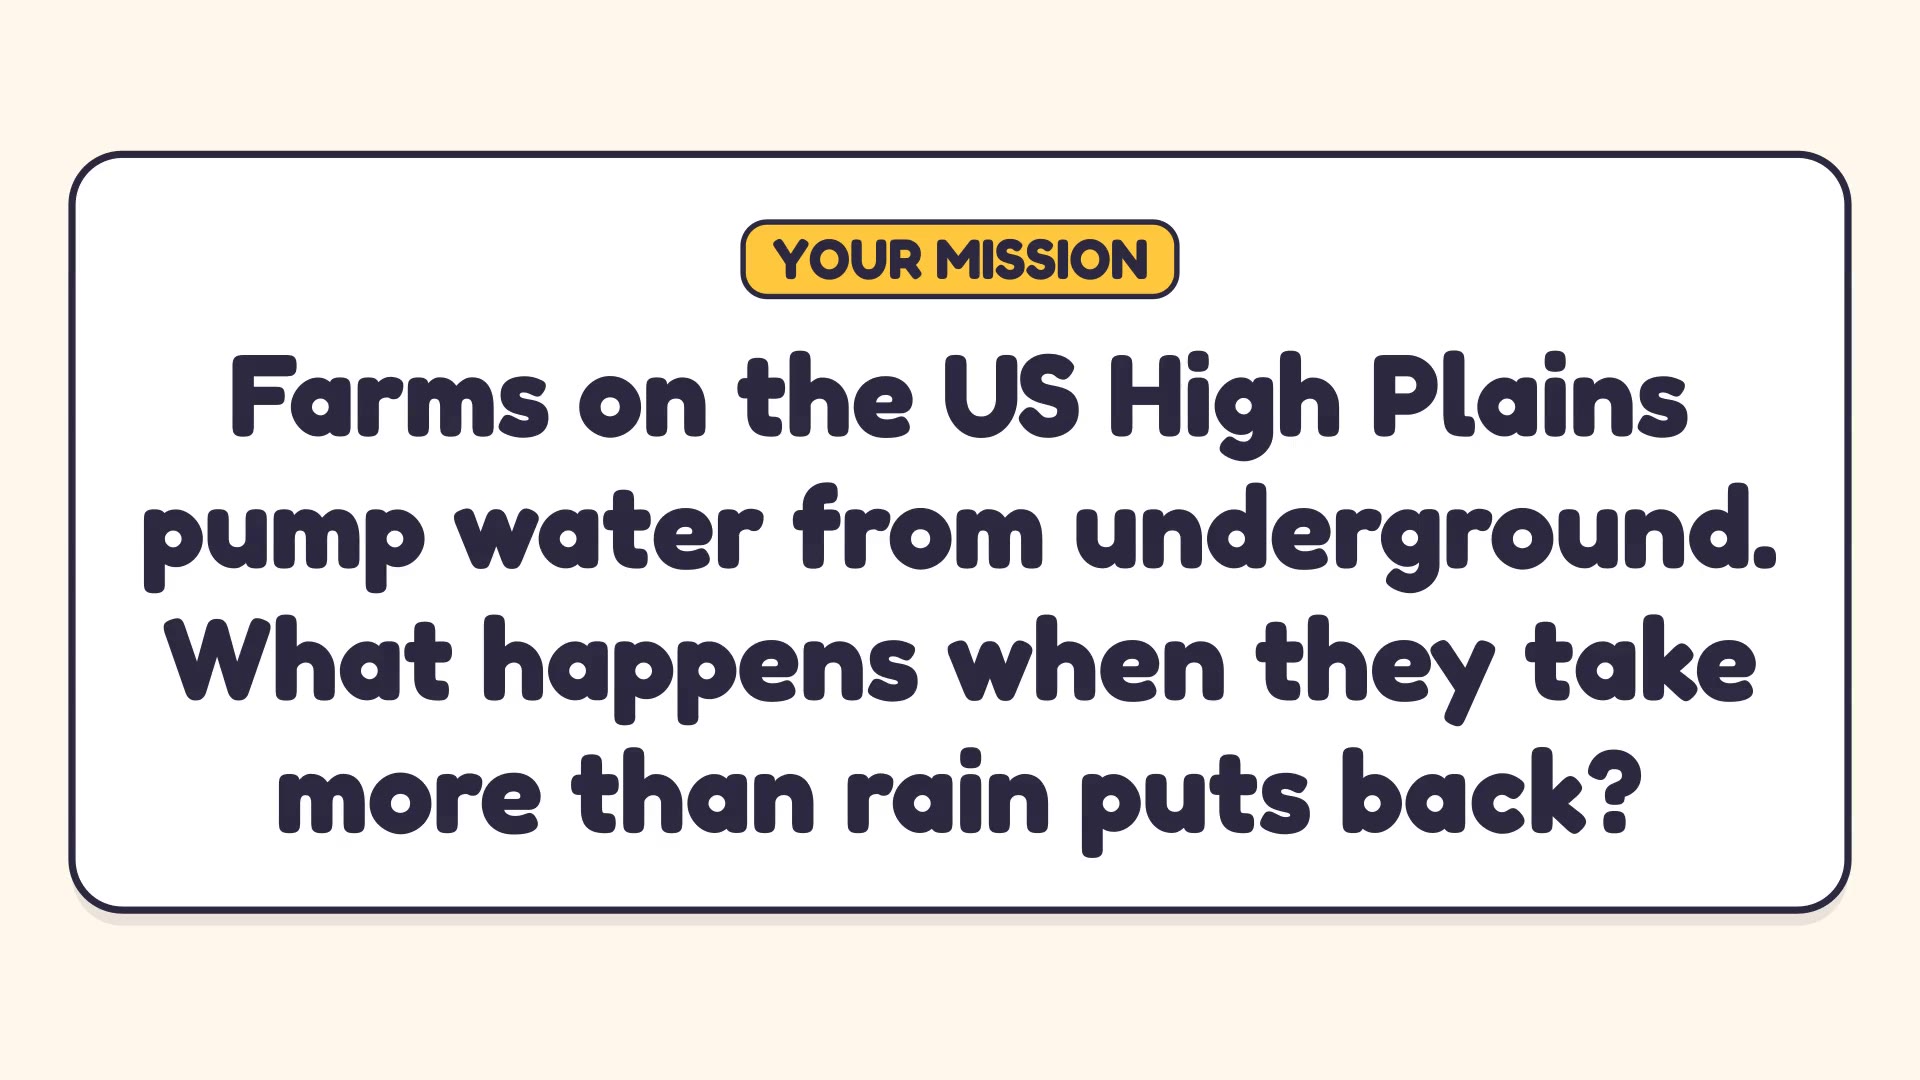 YOUR MISSION
Farms on the US High Plains
pump water from underground.
What happens when they take
more than rain puts back?